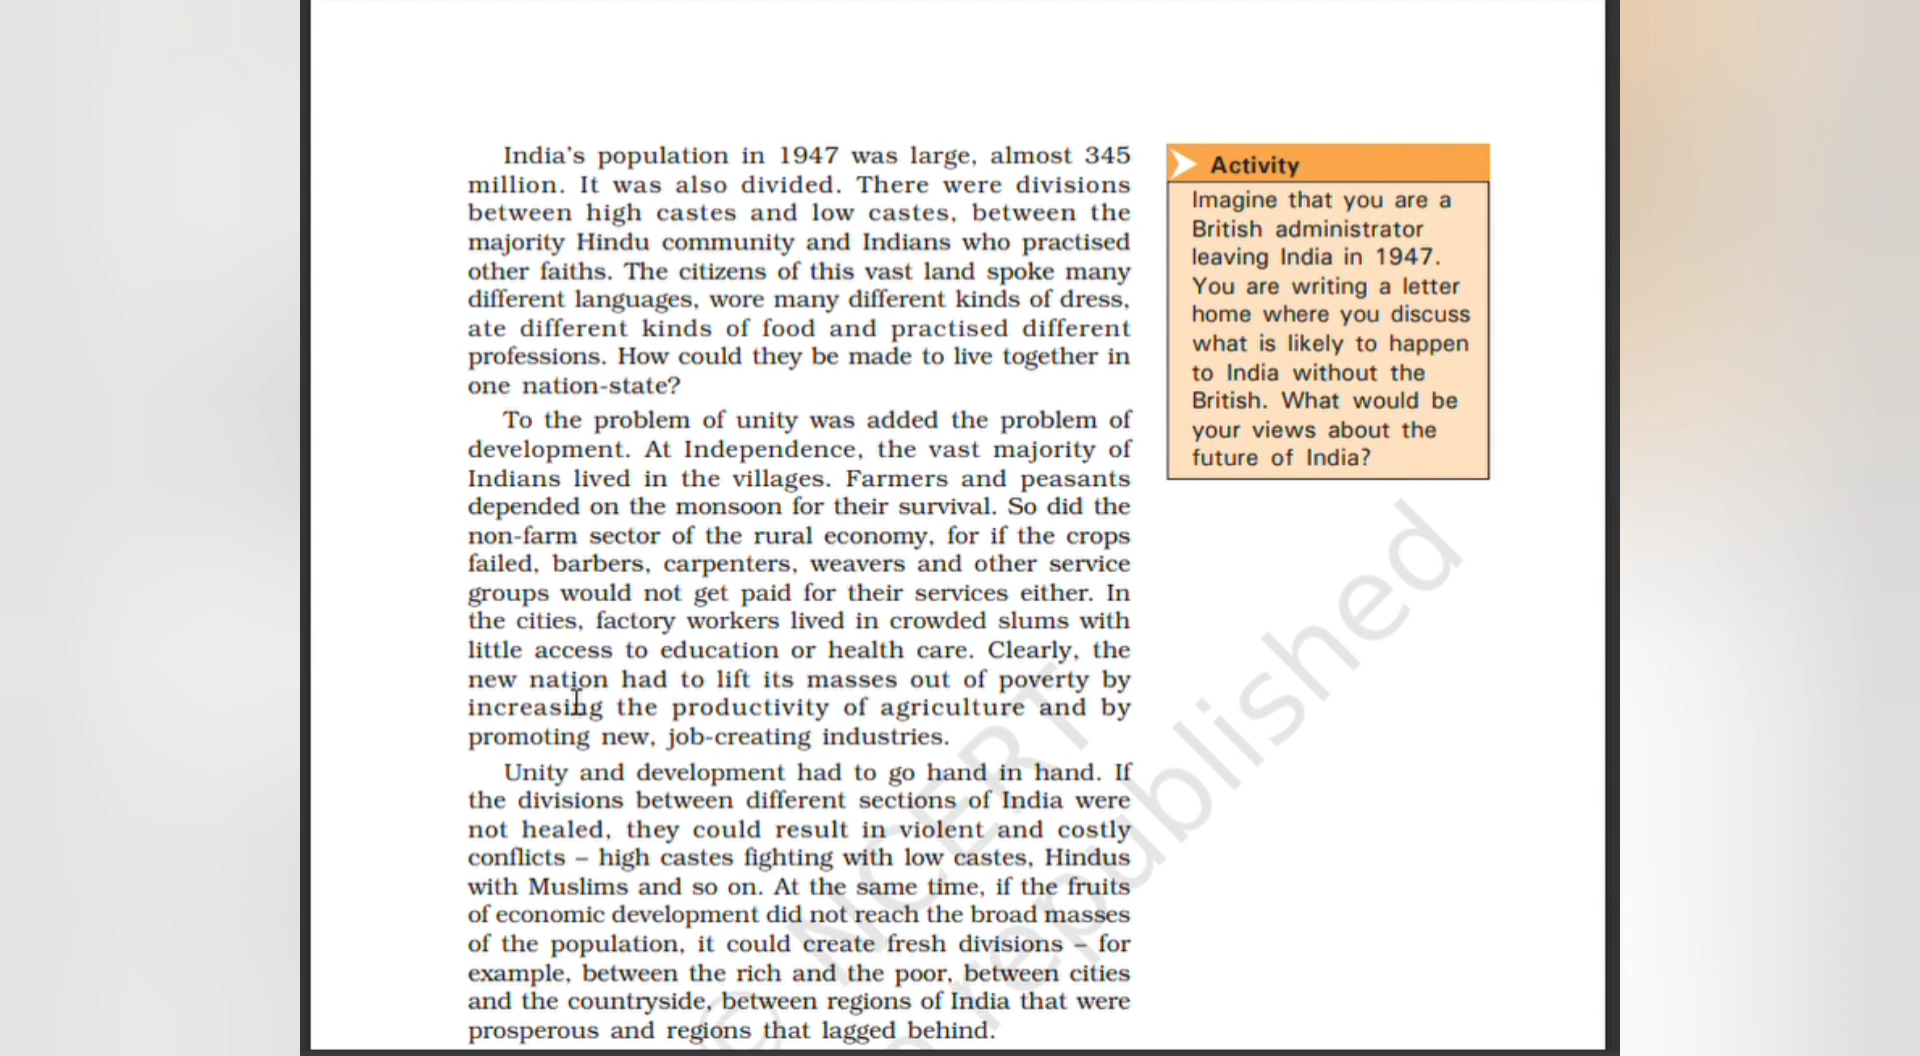 India's population in 1947 was large, almost 345
million. It was also divided. There were divisions
between high castes and low castes, between the
majority Hindu community and Indians who practised
other faiths. The citizens of this vast land spoke many
different languages, wore many different kinds of dress,
ate different kinds of food and practised different
professions. How could they be made to live together in
one nation-state?
To the problem of unity was added the problem of
development. At Independence, the vast majority of
Indians lived in the villages. Farmers and peasants
depended on the monsoon for their survival. So did the
non-farm sector of the rural economy, for if the crops
failed, barbers, carpenters, weavers and other service
groups would not get paid for their services either. In
the cities, factory workers lived in crowded slums with
little access to education or health care. Clearly, the
new nation had to lift its masses out of poverty by
increasing the productivity of agriculture and by
promoting new, job-creating industries.
Unity and development had to go hand in hand. If
the divisions between different sections of India were
not healed, they could result in violent and costly
conflicts – high castes fighting with low castes, Hindus
with Muslims and so on. At the same time, if the fruits
of economic development did not reach the broad masses
of the population, it could create fresh divisions – for
example, between the rich and the poor, between cities
and the countryside, between regions of India that were
prosperous and regions that lagged behind.
Activity
Imagine that you are a
British administrator
leaving India in 1947.
You are writing a letter
home where you discuss
what is likely to happen
to India without the
British. What would be
your views about the
future of India?
© NCERT
republished